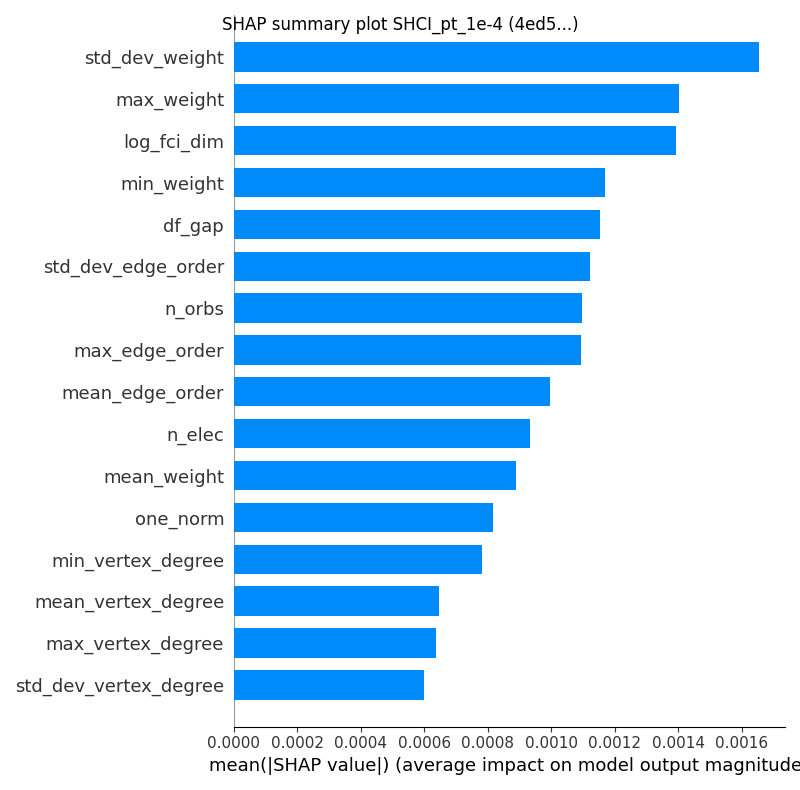 SHAP summary plot SHCI_pt_1e-4 (4ed5...)
std_dev_weight
max_weight
log_fci_dim
min_weight
df_gap
std_dev_edge_order
n_orbs
max_edge_order
mean_edge_order
n_elec
mean_weight
one_norm
min_vertex_degree
mean_vertex_degree
max_vertex_degree
std_dev_vertex_degree
0.0000 0.0002 0.0004 0.0006 0.0008 0.0010 0.0012 0.0014 0.0016
mean(|SHAP value|) (average impact on model output magnitude